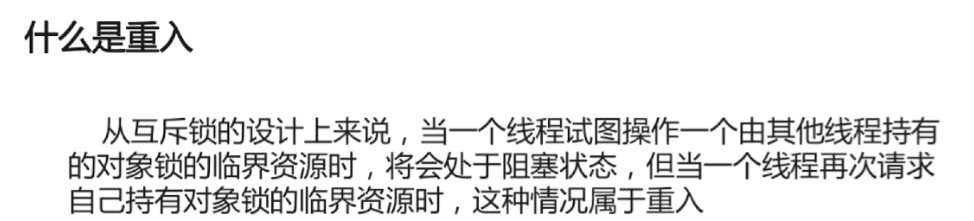 什么是重入
从互斥锁的设计上来说，当一个线程试图操作一个由其他线程持有
的对象锁的临界资源时，将会处于阻塞状态，但当一个线程再次请求
自己持有对象锁的临界资源时，这种情况属于重入